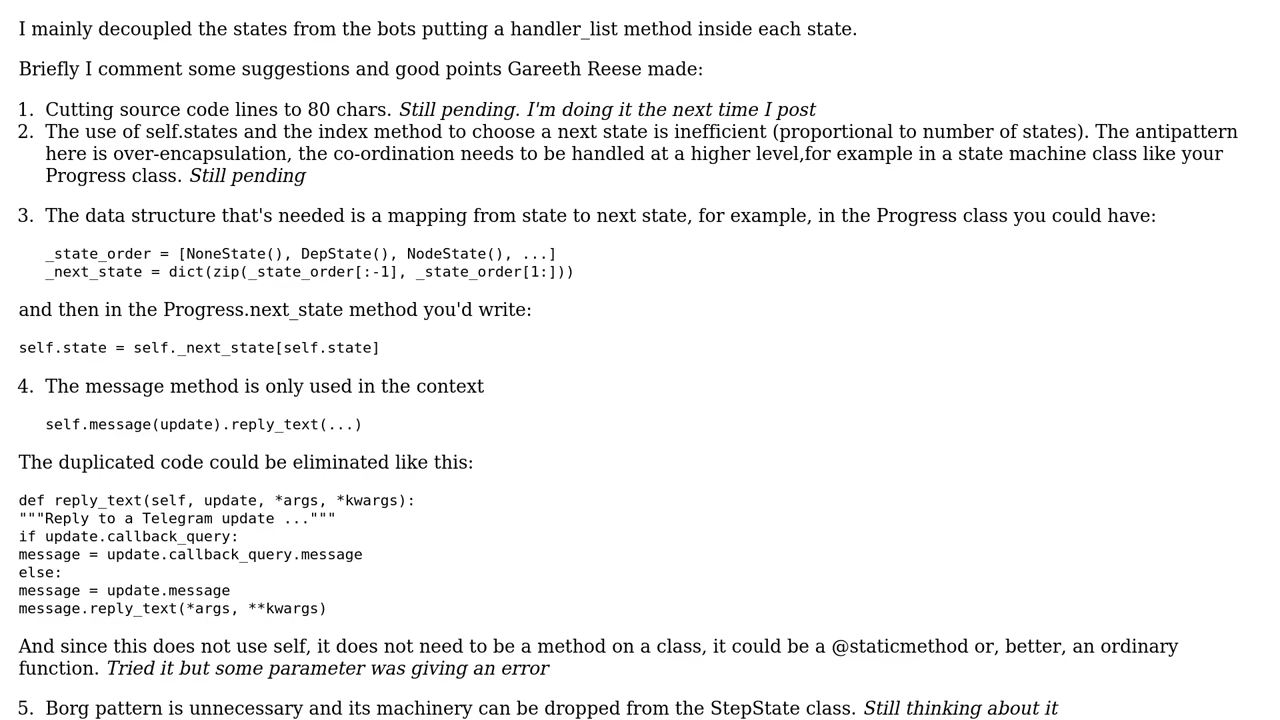 I mainly decoupled the states from the bots putting a handler_list method inside each state.
Briefly I comment some suggestions and good points Gareeth Reese made:
1. Cutting source code lines to 80 chars. Still pending. I'm doing it the next time I post
2. The use of self.states and the index method to choose a next state is inefficient (proportional to number of states). The antipattern
here is over-encapsulation, the co-ordination needs to be handled at a higher level,for example in a state machine class like your
Progress class. Still pending
3. The data structure that's needed is a mapping from state to next state, for example, in the Progress class you could have:
_state_order = [NoneState(), DepState(), NodeState(), ...]
_next_state = dict(zip(_state_order[:-1], _state_order[1:]))
and then in the Progress.next_state method you'd write:
self.state = self._next_state[self.state]
4. The message method is only used in the context
self.message(update).reply_text(...)
The duplicated code could be eliminated like this:
def reply_text(self, update, *args, *kwargs):
"""Reply to a Telegram update ..."""
if update.callback_query:
message = update.callback_query.message
else:
message = update.message
message.reply_text(*args, **kwargs)
And since this does not use self, it does not need to be a method on a class, it could be a @staticmethod or, better, an ordinary
function. Tried it but some parameter was giving an error
5. Borg pattern is unnecessary and its machinery can be dropped from the StepState class. Still thinking about it